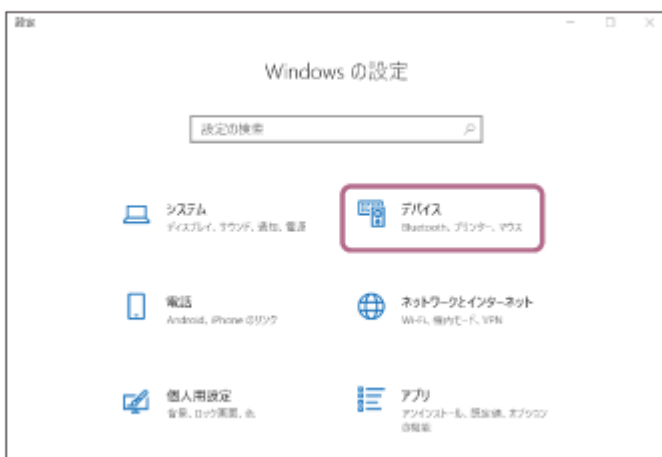 設定
Windows の設定
設定の検索
システム
ディスプレイ、サウンド、通知、電源
デバイス
Bluetooth、プリンター、マウス
電話
Android、iPhone のリンク
ネットワークとインターネット
Wi-Fi、機内モード、VPN
個人用設定
背景、ロック画面、色
アプリ
アンインストール、既定値、オプション
の機能